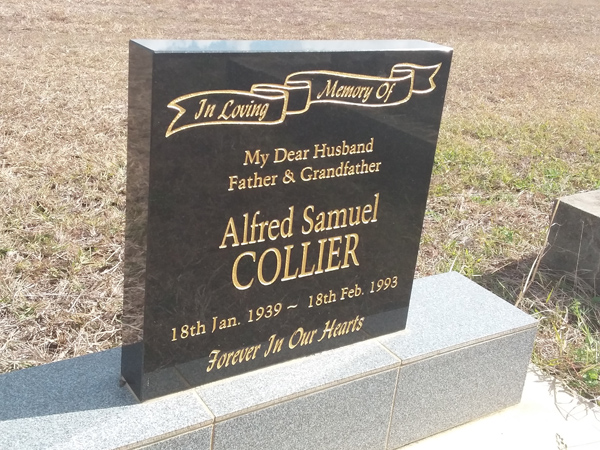 In Loving Memory Of
My Dear Husband
Father & Grandfather
Alfred Samuel
COLLIER
18th Jan. 1939 ~ 18th Feb. 1993
Forever In Our Hearts